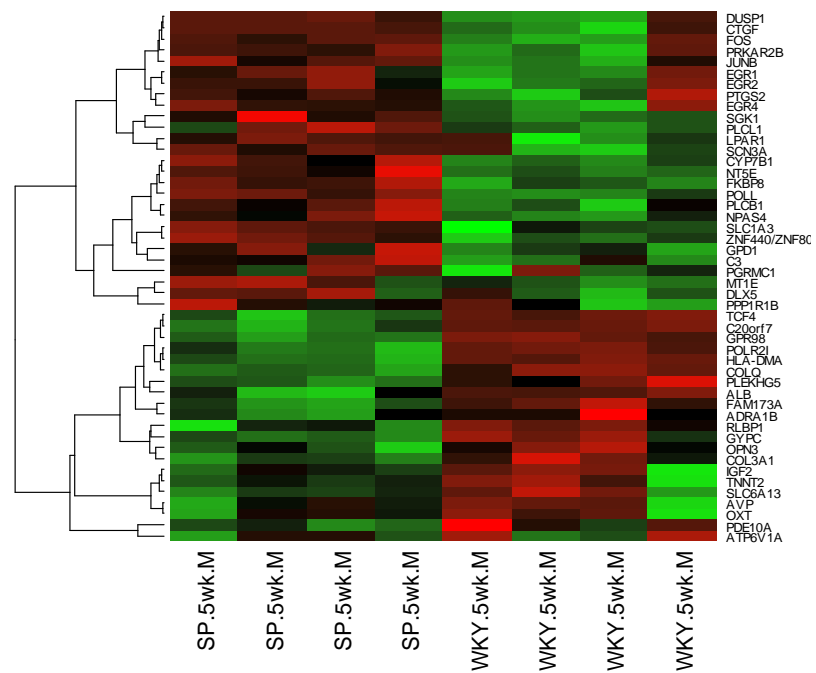 DUSP1
CTGF
FOS
PRKAR2B
JUNB
EGR1
EGR2
PTGS2
EGR4
SGK1
PLCL1
LPAR1
SCN3A
CYP7B1
NT5E
FKBP8
POLL
PLCB1
NPAS4
SLC1A3
ZNF440/ZNF80
GPD1
C3
PGRMC1
MT1E
DLX5
PPP1R1B
TCF4
C20orf7
GPR98
POLR2I
HLA-DMA
COLQ
PLEKHG5
ALB
FAM173A
ADRA1B
RLBP1
GYPC
OPN3
COL3A1
IGF2
TNNT2
SLC6A13
AVP
OXT
PDE10A
ATP6V1A
SP.5wk.M
SP.5wk.M
SP.5wk.M
SP.5wk.M
WKY.5wk.M
WKY.5wk.M
WKY.5wk.M
WKY.5wk.M